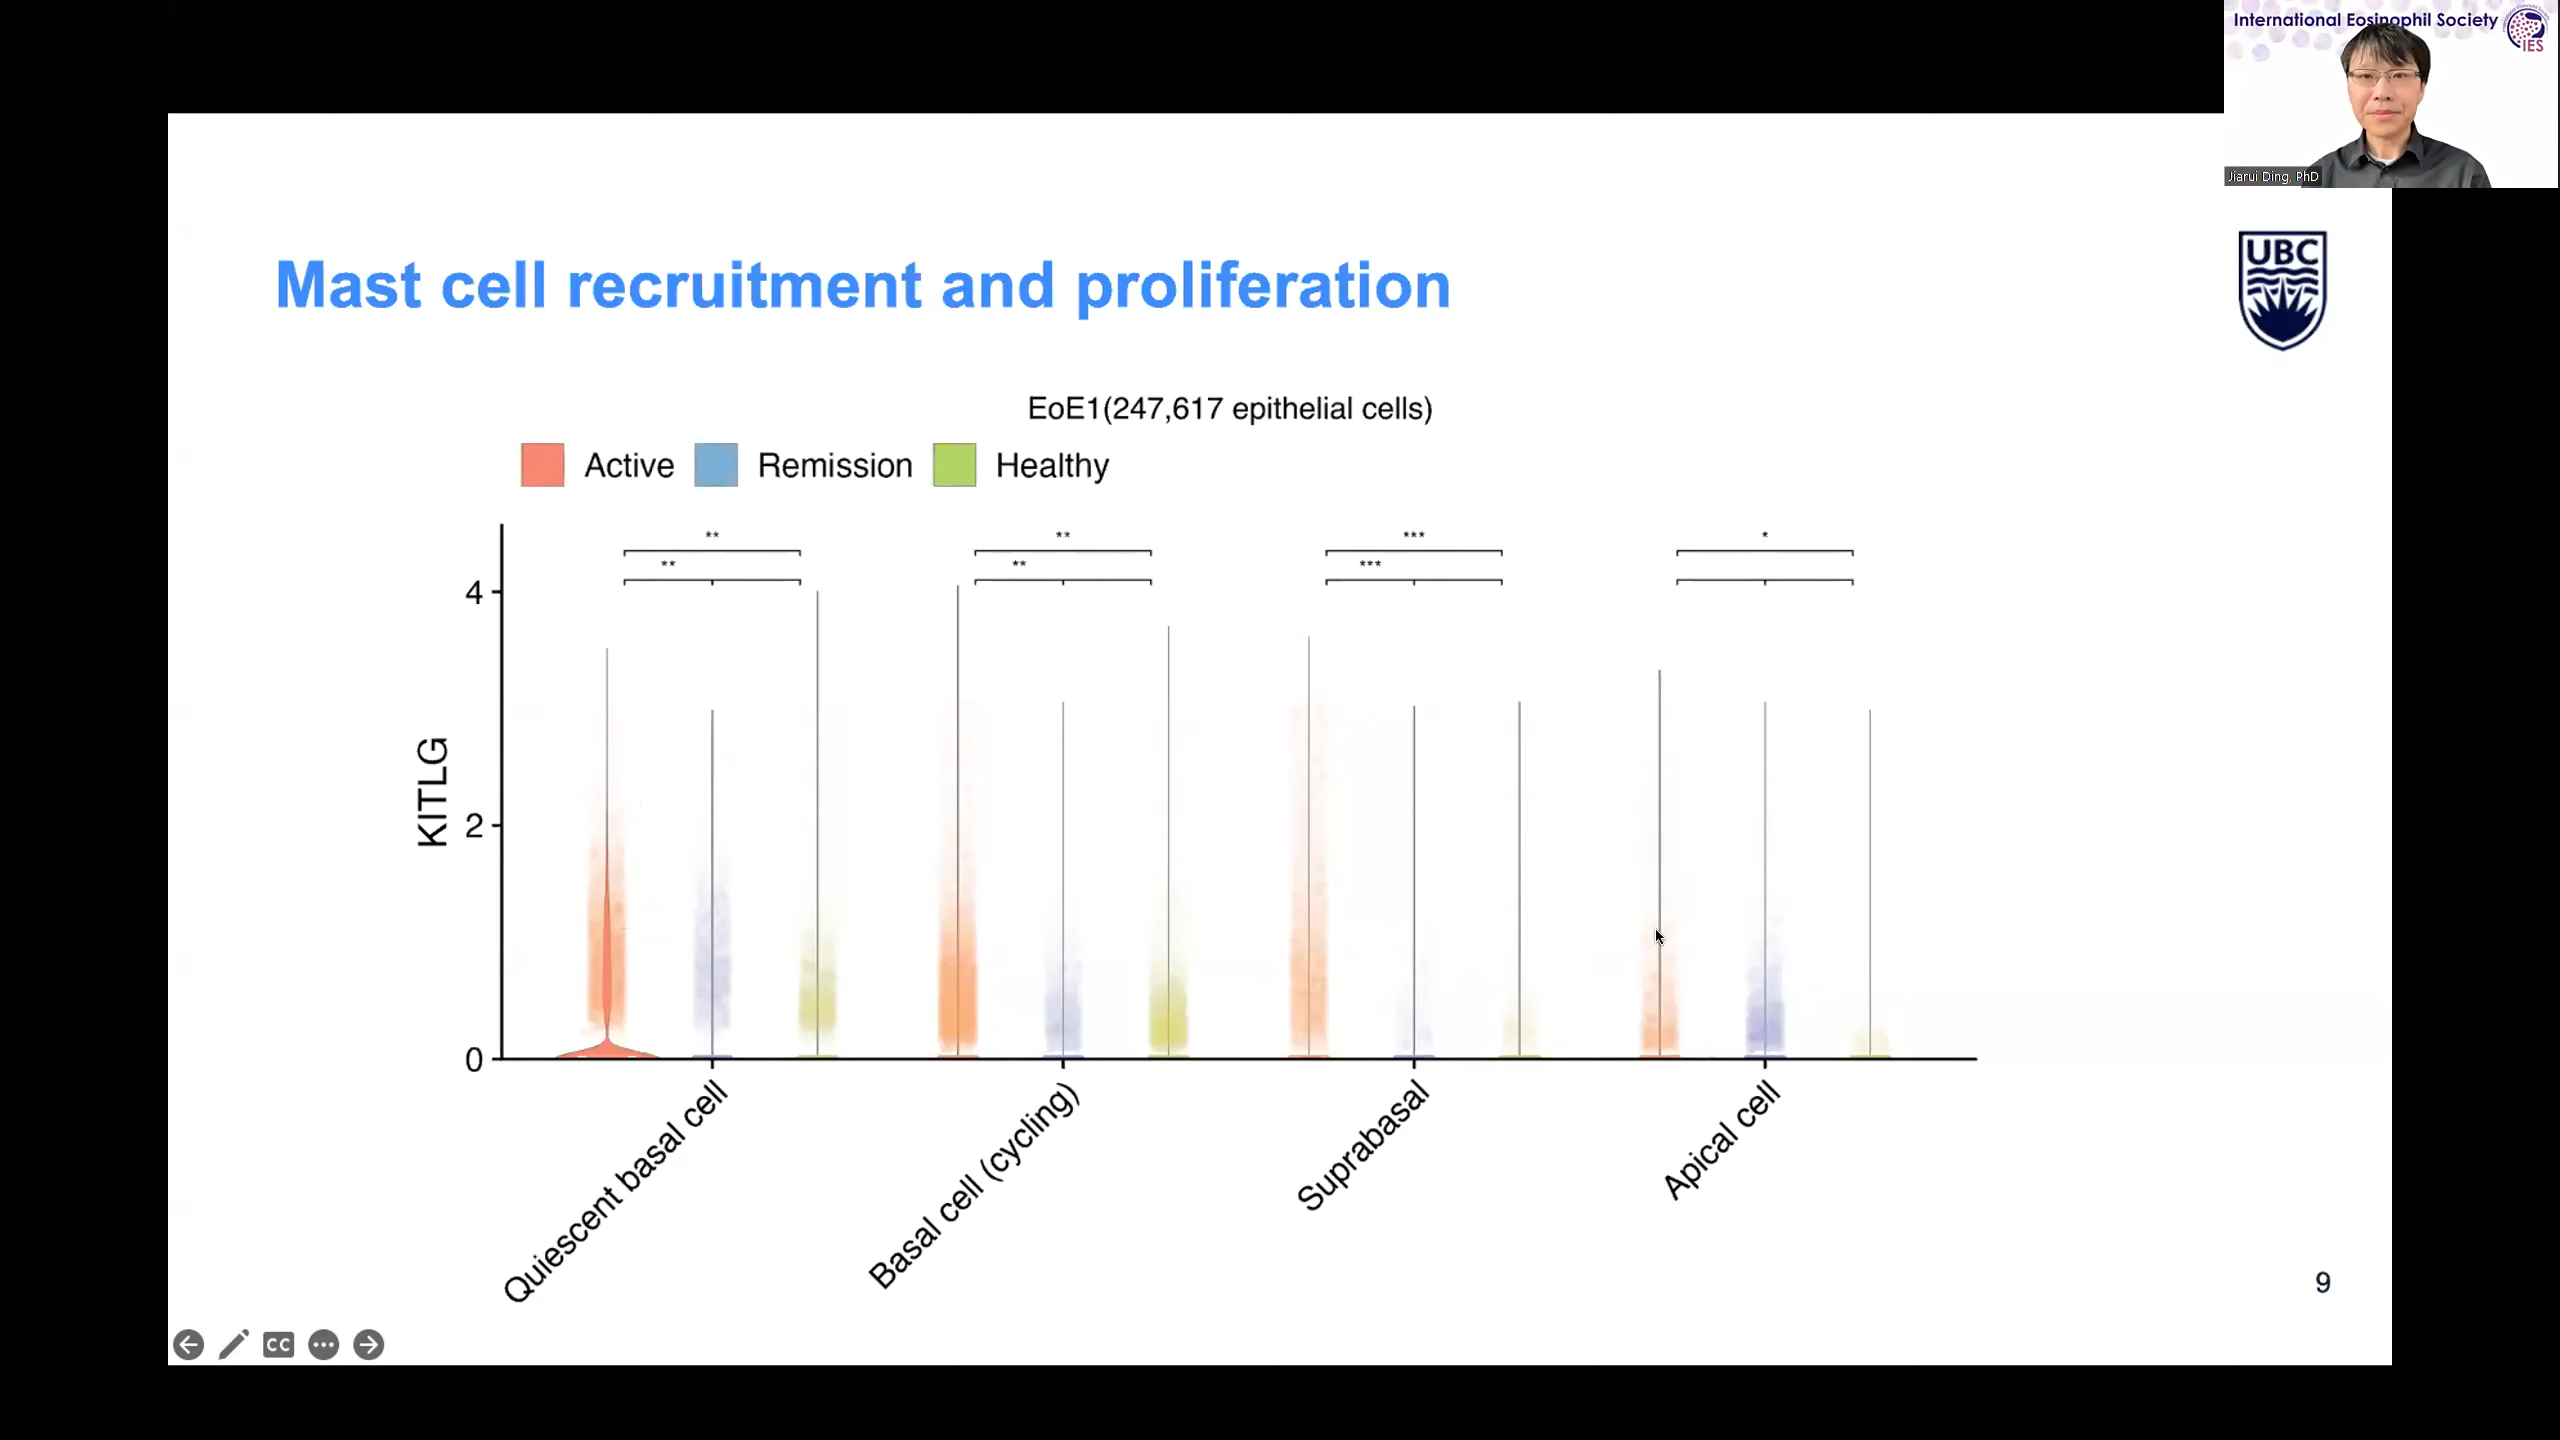 International Eosinophil Society
IES
Jiarui Ding, PhD
UBC
Mast cell recruitment and proliferation
EoE1(247,617 epithelial cells)
Active Remission Healthy
** ** *** *
** ** ***
4
2
0
KITLG
Quiescent basal cell
Basal cell (cycling)
Suprabasal
Apical cell
9
CC